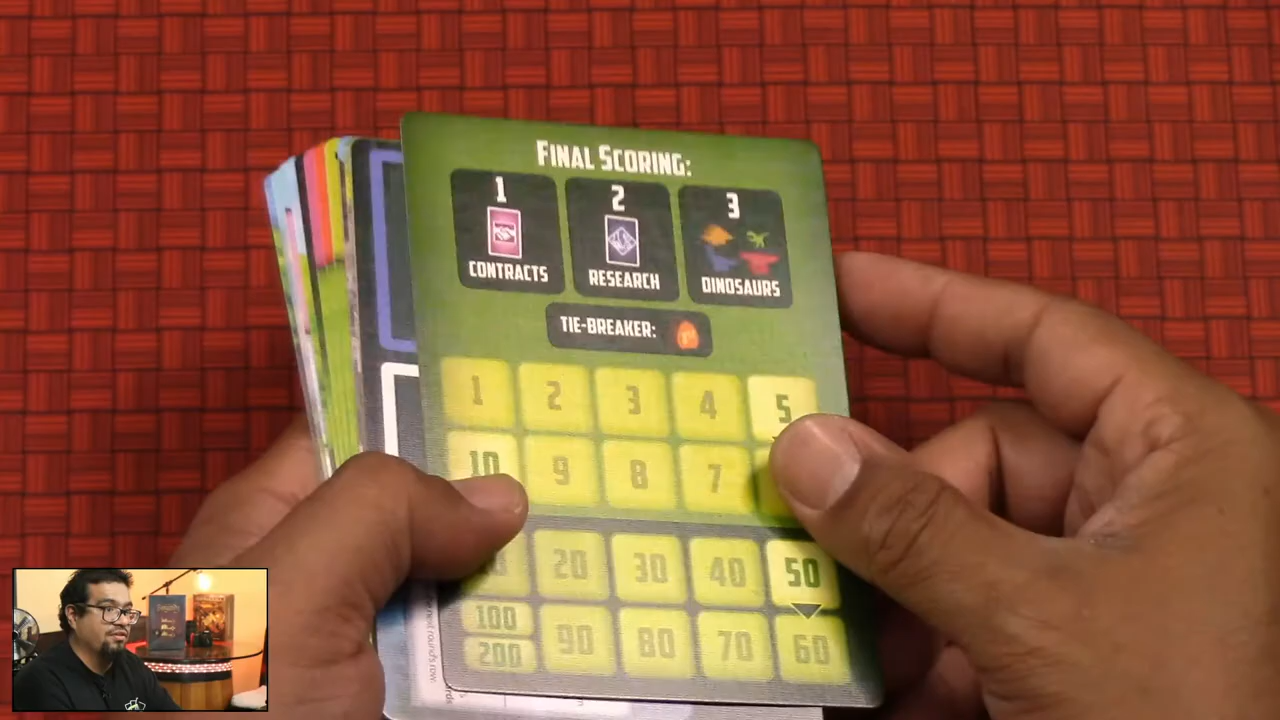 FINAL SCORING:
1 2 3
CONTRACTS RESEARCH DINOSAURS
TIE-BREAKER:
1 2 3 4 5
10 9 8 7
20 30 40 50
100
200 90 80 70 60